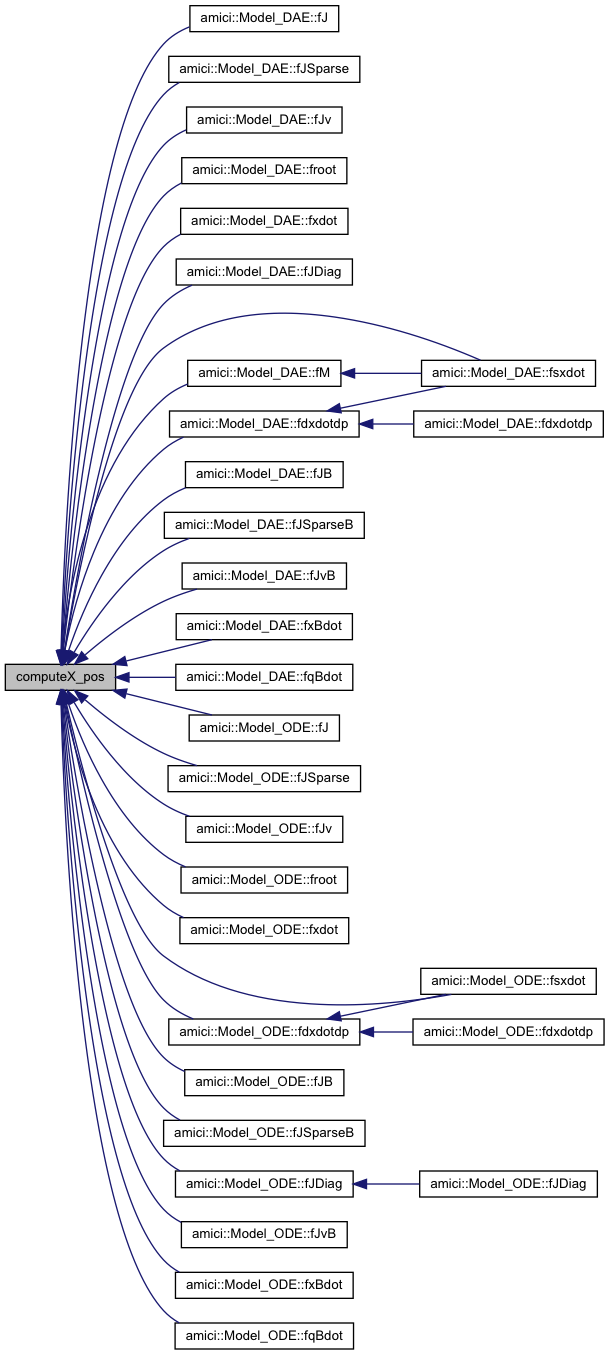 amici::Model_DAE::fJ
amici::Model_DAE::fJSparse
amici::Model_DAE::fJv
amici::Model_DAE::froot
amici::Model_DAE::fxdot
amici::Model_DAE::fJDiag
amici::Model_DAE::fM
amici::Model_DAE::fsxdot
amici::Model_DAE::fdxdotdp
amici::Model_DAE::fdxdotdp
amici::Model_DAE::fJB
amici::Model_DAE::fJSparseB
amici::Model_DAE::fJvB
amici::Model_DAE::fxBdot
computeX_pos
amici::Model_DAE::fqBdot
amici::Model_ODE::fJ
amici::Model_ODE::fJSparse
amici::Model_ODE::fJv
amici::Model_ODE::froot
amici::Model_ODE::fxdot
amici::Model_ODE::fsxdot
amici::Model_ODE::fdxdotdp
amici::Model_ODE::fdxdotdp
amici::Model_ODE::fJB
amici::Model_ODE::fJSparseB
amici::Model_ODE::fJDiag
amici::Model_ODE::fJDiag
amici::Model_ODE::fJvB
amici::Model_ODE::fxBdot
amici::Model_ODE::fqBdot